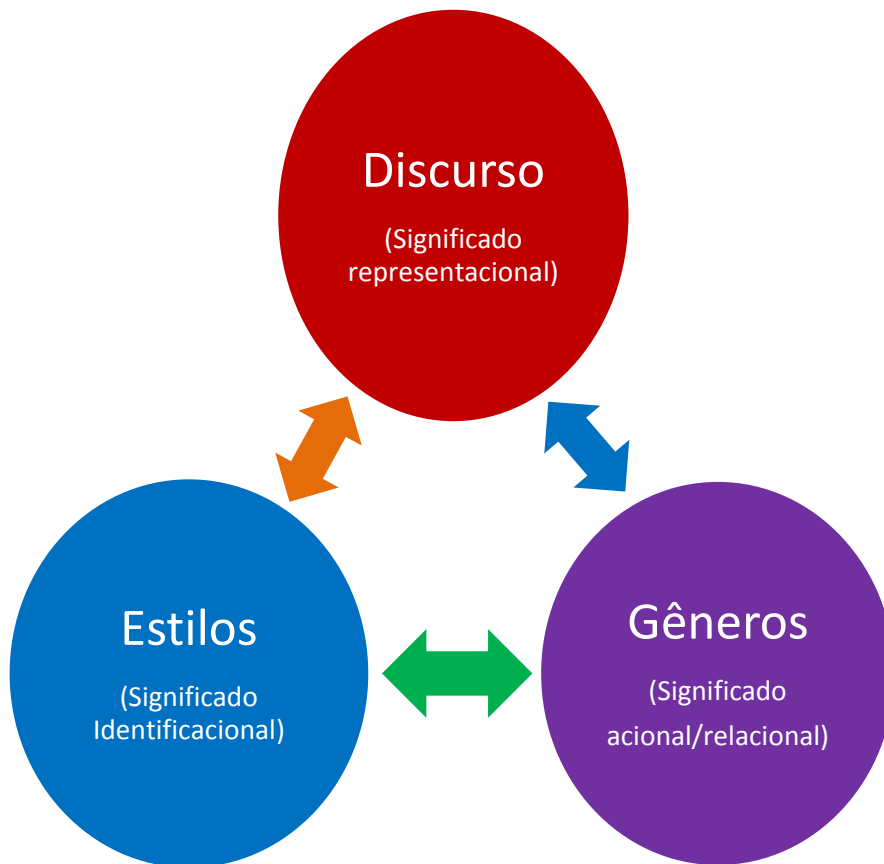 Discurso
(Significado
representacional)
Estilos
(Significado
Identificacional)
Gêneros
(Significado
acional/relacional)